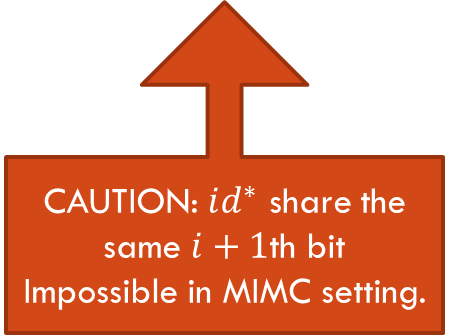 CAUTION: id* share the
same i + 1th bit
Impossible in MIMC setting.